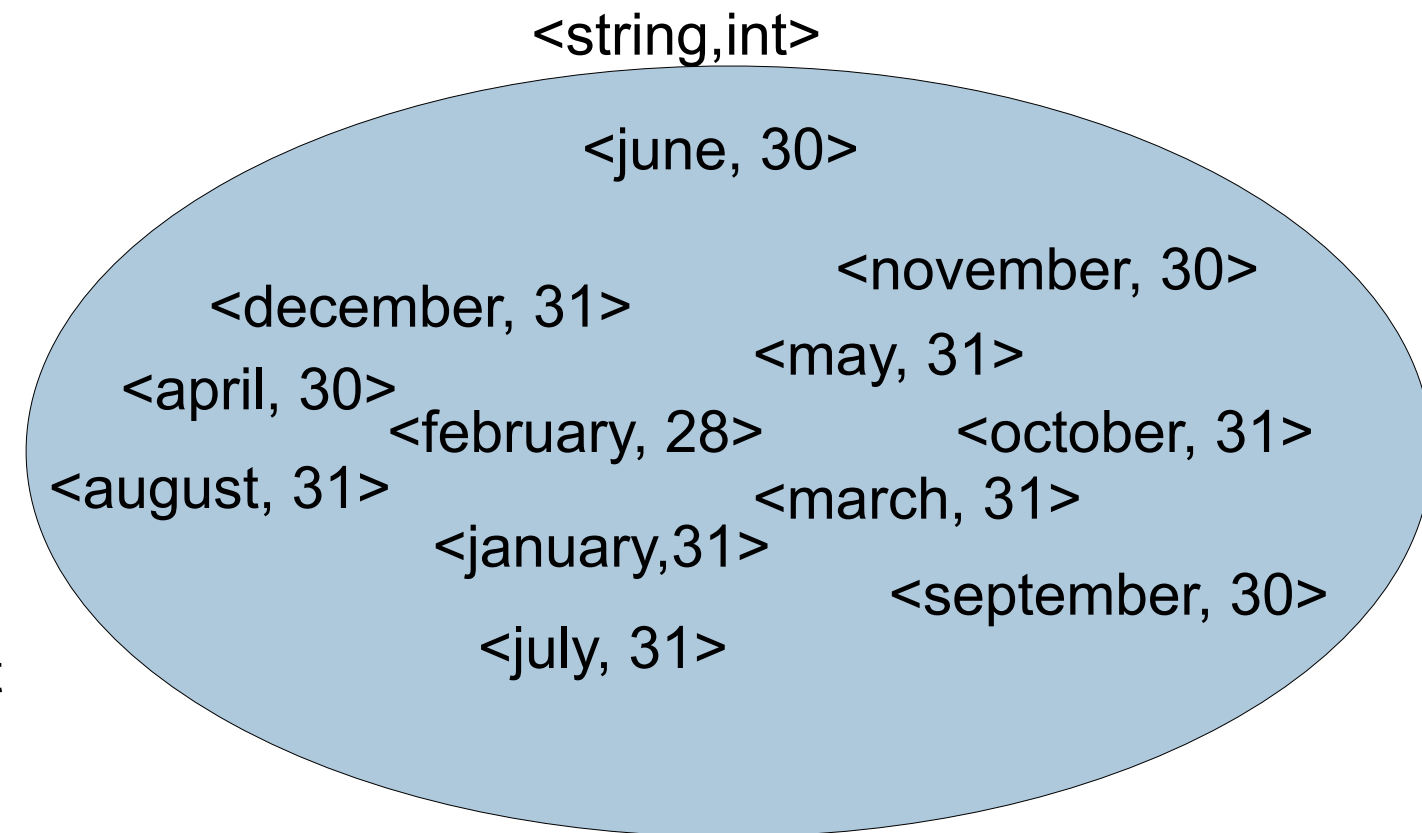 <string,int>
<june, 30>
<november, 30>
<december, 31>
<may, 31>
<april, 30>
<february, 28>
<october, 31>
<august, 31>
<march, 31>
<january,31>
<september, 30>
<july, 31>